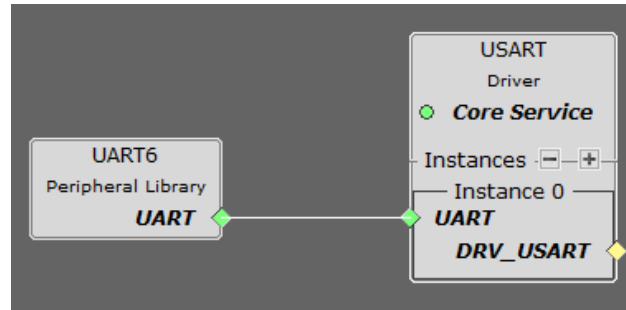 USART
Driver
Core Service
UART6
Peripheral Library
UART
Instances
Instance 0
UART
DRV_USART